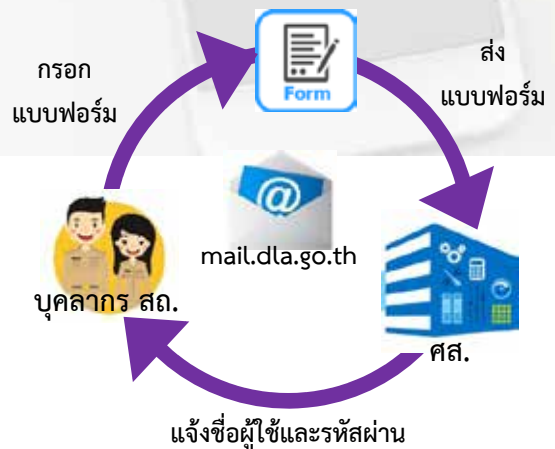 กรอก
แบบฟอร์ม
Form
ส่ง
แบบฟอร์ม
@
mail.dla.go.th
บุคลากร สถ.
ศส.
แจ้งชื่อผู้ใช้และรหัสผ่าน